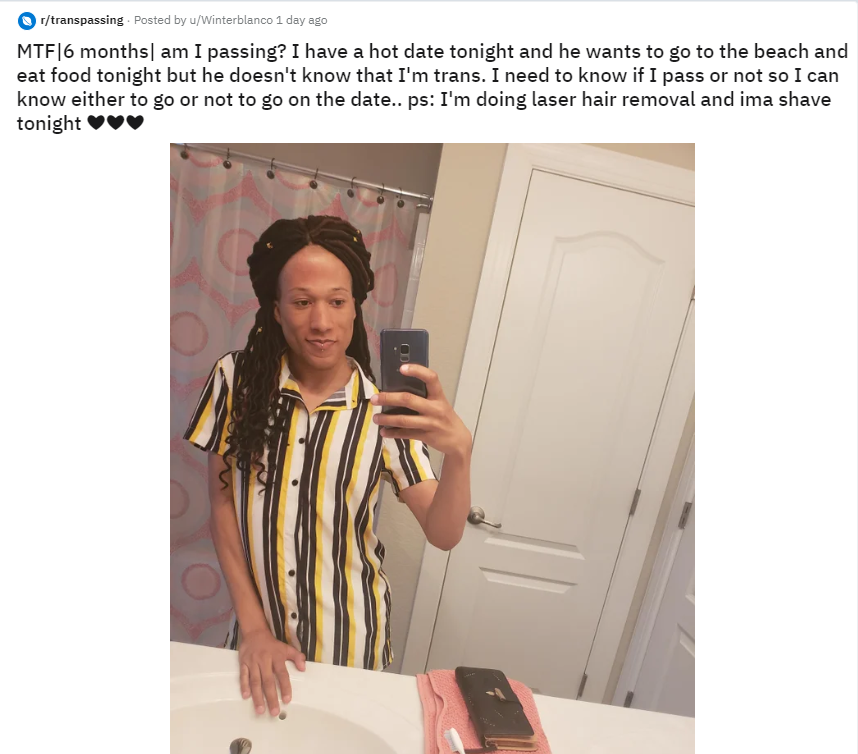 r/transpassing · Posted by u/Winterblanco 1 day ago
MTF|6 months| am I passing? I have a hot date tonight and he wants to go to the beach and
eat food tonight but he doesn't know that I'm trans. I need to know if I pass or not so I can
know either to go or not to go on the date.. ps: I'm doing laser hair removal and ima shave
tonight 🖤🖤🖤